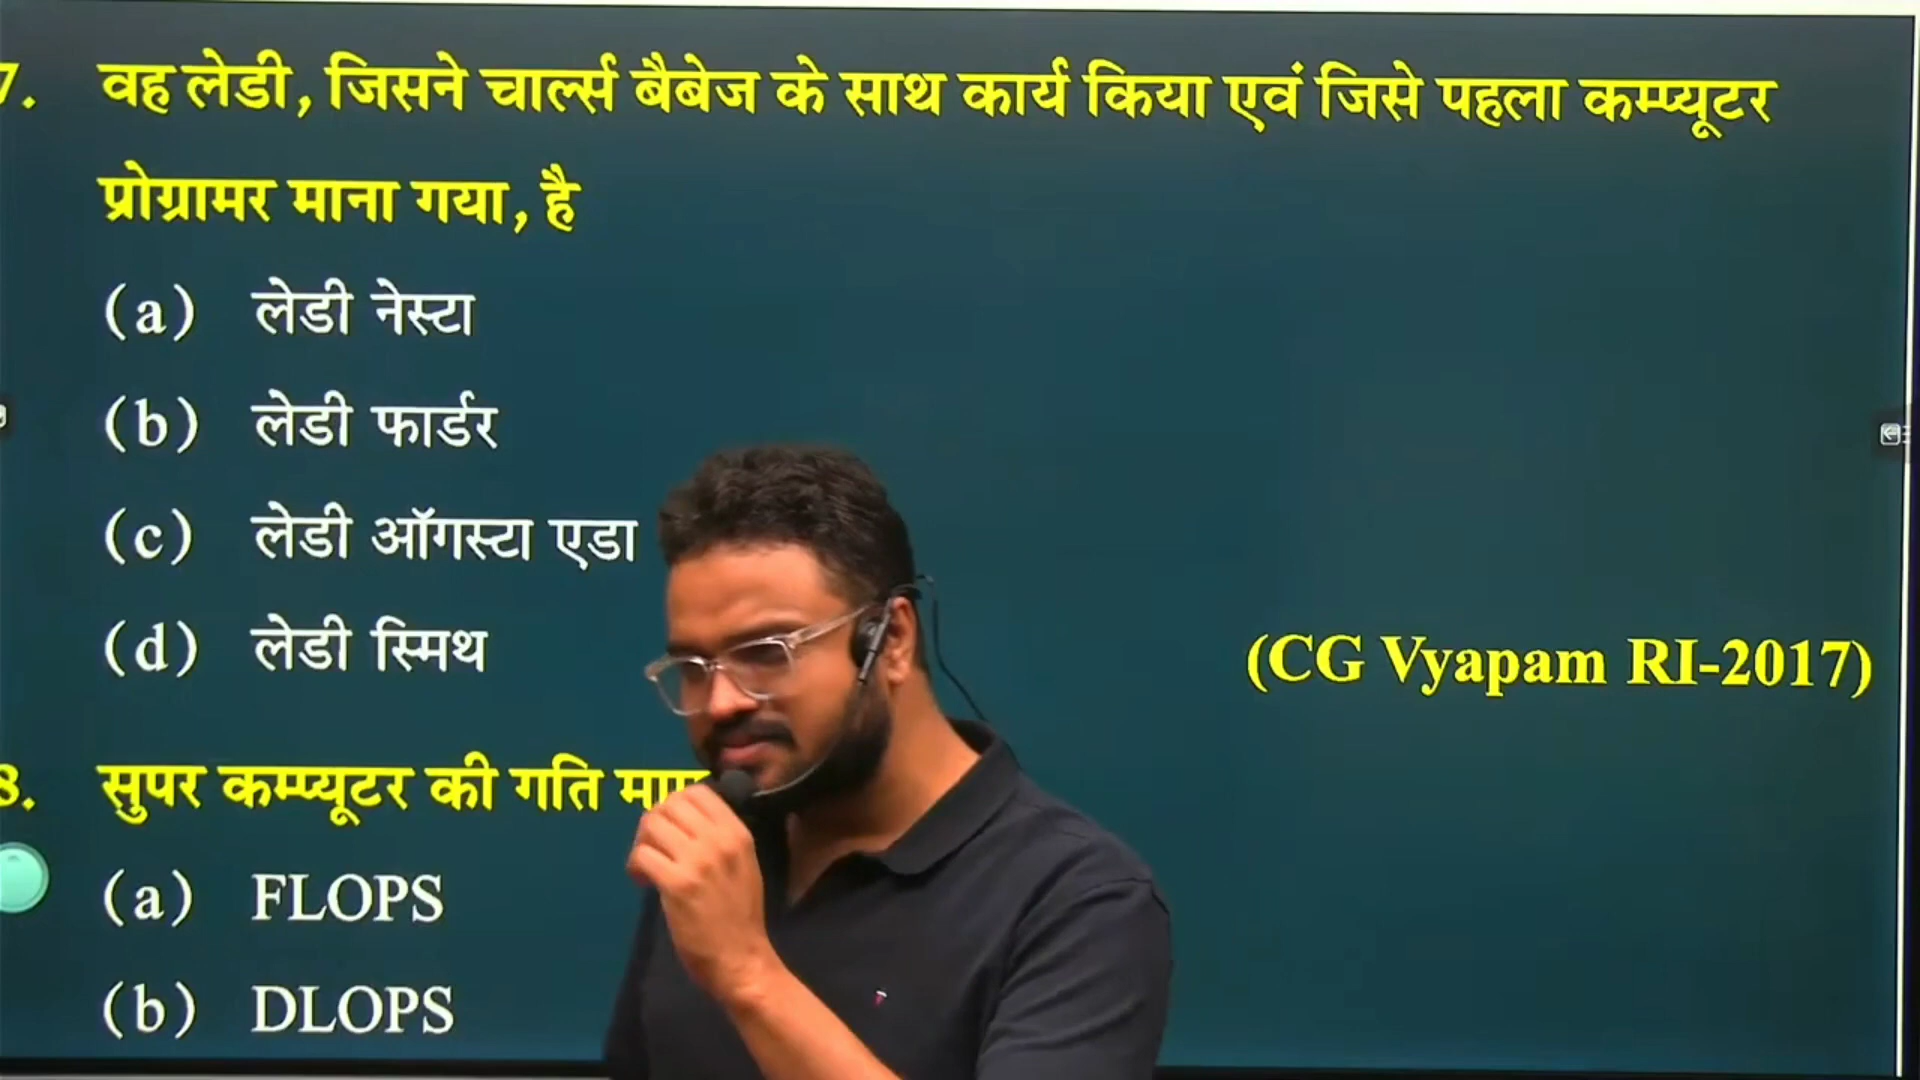 7. वह लेडी, जिसने चार्ल्स बैबेज के साथ कार्य किया एवं जिसे पहला कम्प्यूटर
प्रोग्रामर माना गया, है
(a) लेडी नेस्टा
(b) लेडी फार्डर
(c) लेडी ऑगस्टा एडा
(d) लेडी स्मिथ
(CG Vyapam RI-2017)
8. सुपर कम्प्यूटर की गति
(a) FLOPS
(b) DLOPS